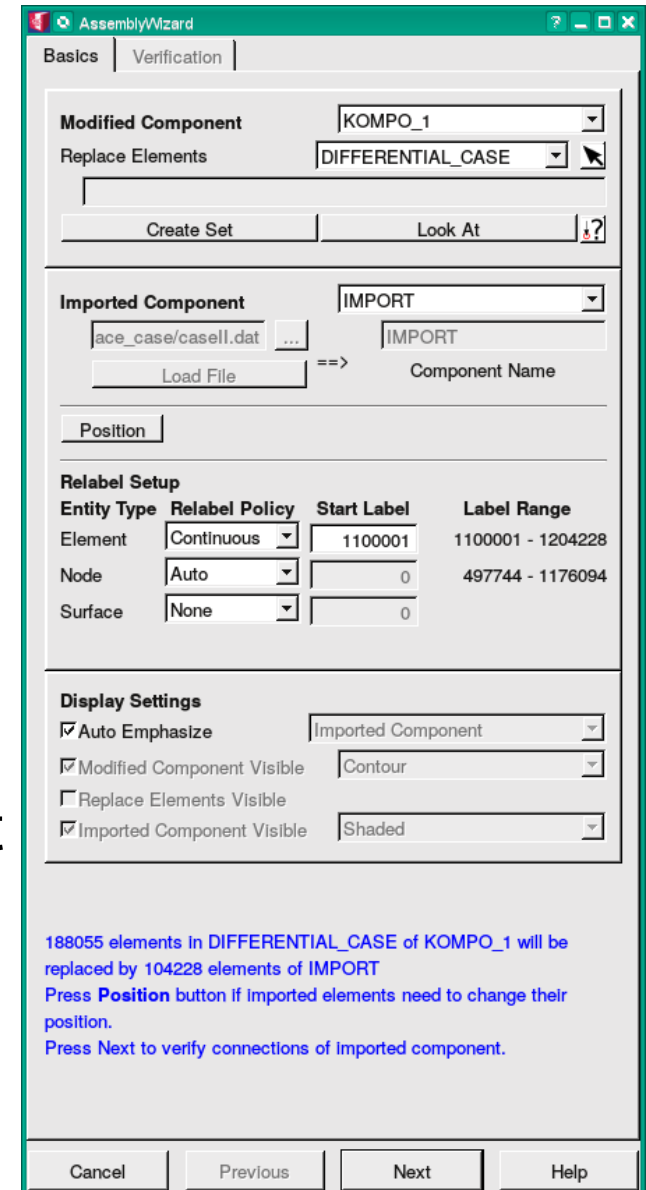 AssemblyWizard
Basics Verification
Modified Component KOMPO_1
Replace Elements DIFFERENTIAL_CASE
Create Set Look At ?
Imported Component IMPORT
ace_case/caseII.dat ... IMPORT
Load File ==> Component Name
Position
Relabel Setup
Entity Type Relabel Policy Start Label Label Range
Element Continuous 1100001 1100001 - 1204228
Node Auto 0 497744 - 1176094
Surface None 0
Display Settings
Auto Emphasize Imported Component
Modified Component Visible Contour
Replace Elements Visible
Imported Component Visible Shaded
188055 elements in DIFFERENTIAL_CASE of KOMPO_1 will be
replaced by 104228 elements of IMPORT
Press Position button if imported elements need to change their
position.
Press Next to verify connections of imported component.
Cancel Previous Next Help